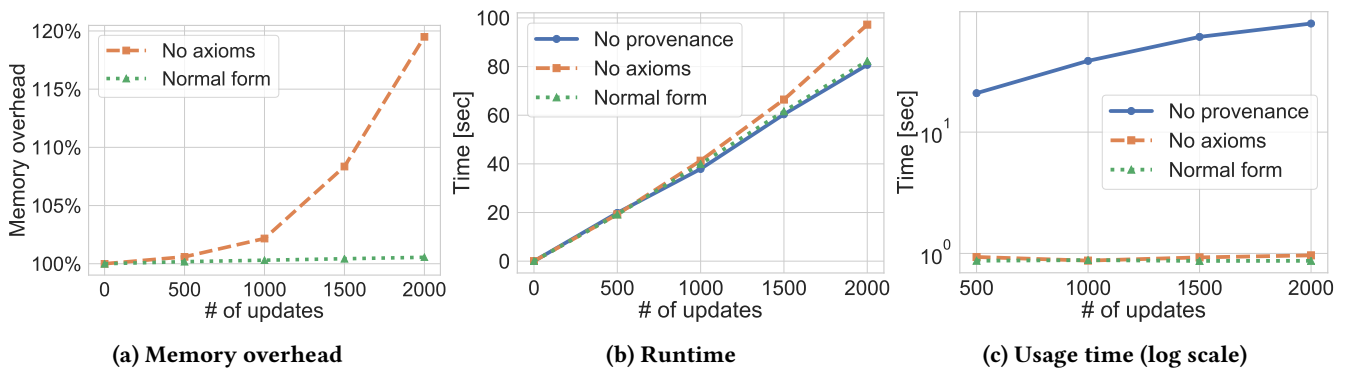 120%
115%
110%
105%
100%
Memory overhead
No axioms
Normal form
0 500 1000 1500 2000
# of updates
(a) Memory overhead
100
80
60
40
20
0
Time [sec]
No provenance
No axioms
Normal form
0 500 1000 1500 2000
# of updates
(b) Runtime
10¹
10⁰
Time [sec]
No provenance
No axioms
Normal form
500 1000 1500 2000
# of updates
(c) Usage time (log scale)